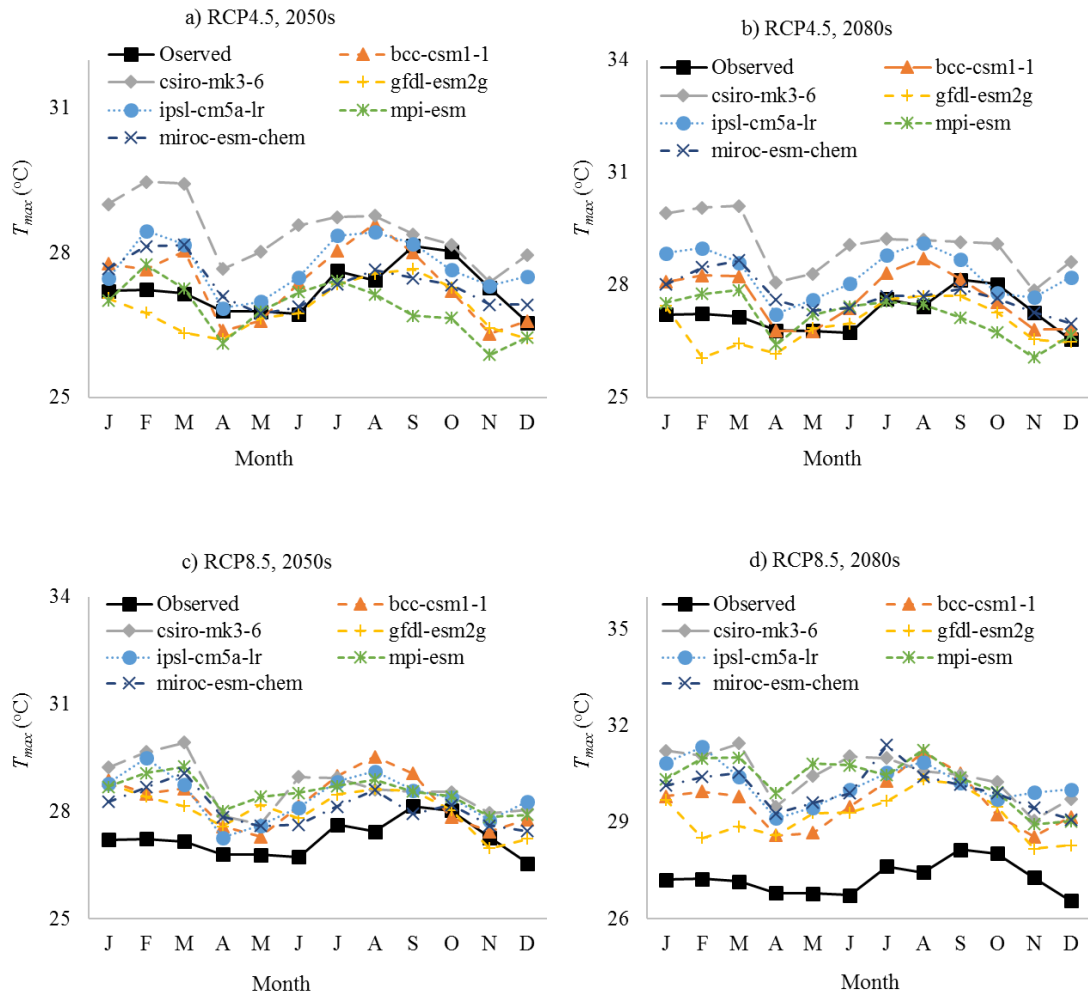 a) RCP4.5, 2050s
Oserved
bcc-csm1-1
csiro-mk3-6
gfdl-esm2g
ipsl-cm5a-lr
mpi-esm
miroc-esm-chem
31
28
25
T_max (°C)
J F M A M J J A S O N D
Month
b) RCP4.5, 2080s
Observed
bcc-csm1-1
csiro-mk3-6
gfdl-esm2g
ipsl-cm5a-lr
mpi-esm
miroc-esm-chem
34
31
28
25
T_max (°C)
J F M A M J J A S O N D
Month
c) RCP8.5, 2050s
Observed
bcc-csm1-1
csiro-mk3-6
gfdl-esm2g
ipsl-cm5a-lr
mpi-esm
miroc-esm-chem
34
31
28
25
T_max (°C)
J F M A M J J A S O N D
Month
d) RCP8.5, 2080s
Observed
bcc-csm1-1
csiro-mk3-6
gfdl-esm2g
ipsl-cm5a-lr
mpi-esm
miroc-esm-chem
35
32
29
26
T_max (°C)
J F M A M J J A S O N D
Month